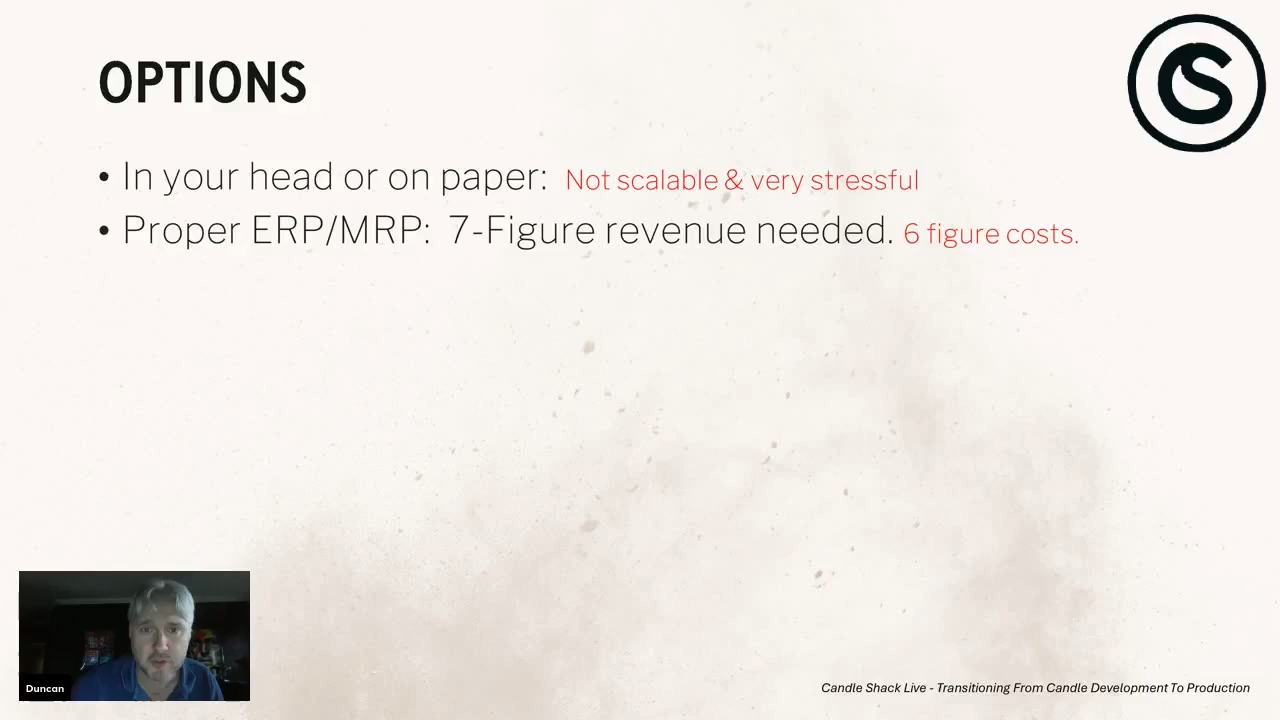 OPTIONS
• In your head or on paper: Not scalable & very stressful
• Proper ERP/MRP: 7-Figure revenue needed. 6 figure costs.
Duncan
Candle Shack Live - Transitioning From Candle Development To Production